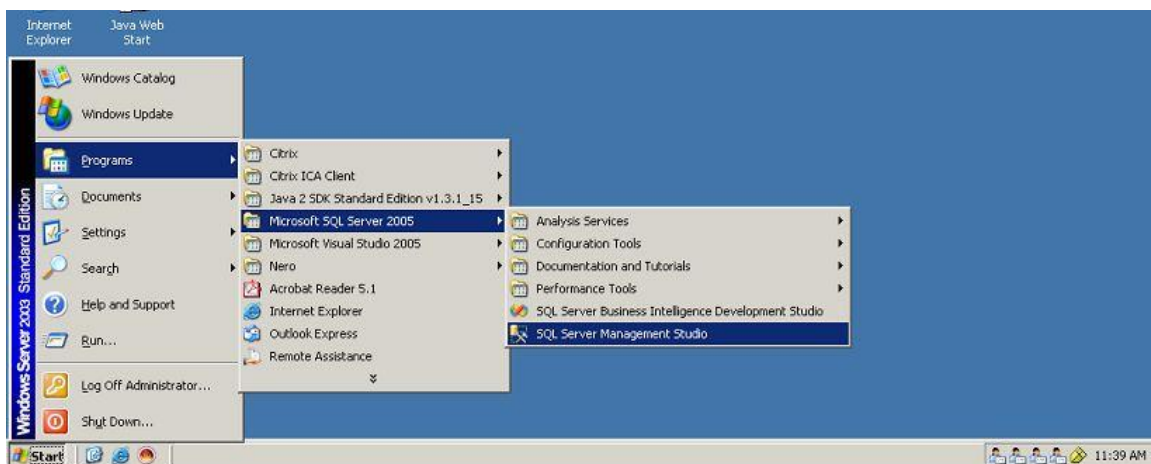 Internet
Explorer
Java Web
Start
Windows Catalog
Windows Update
Programs
Documents
Settings
Search
Help and Support
Run...
Log Off Administrator...
Shut Down...
Windows Server 2003 Standard Edition
Citrix
Citrix ICA Client
Java 2 SDK Standard Edition v1.3.1_15
Microsoft SQL Server 2005
Microsoft Visual Studio 2005
Nero
Acrobat Reader 5.1
Internet Explorer
Outlook Express
Remote Assistance
Analysis Services
Configuration Tools
Documentation and Tutorials
Performance Tools
SQL Server Business Intelligence Development Studio
SQL Server Management Studio
Start
11:39 AM